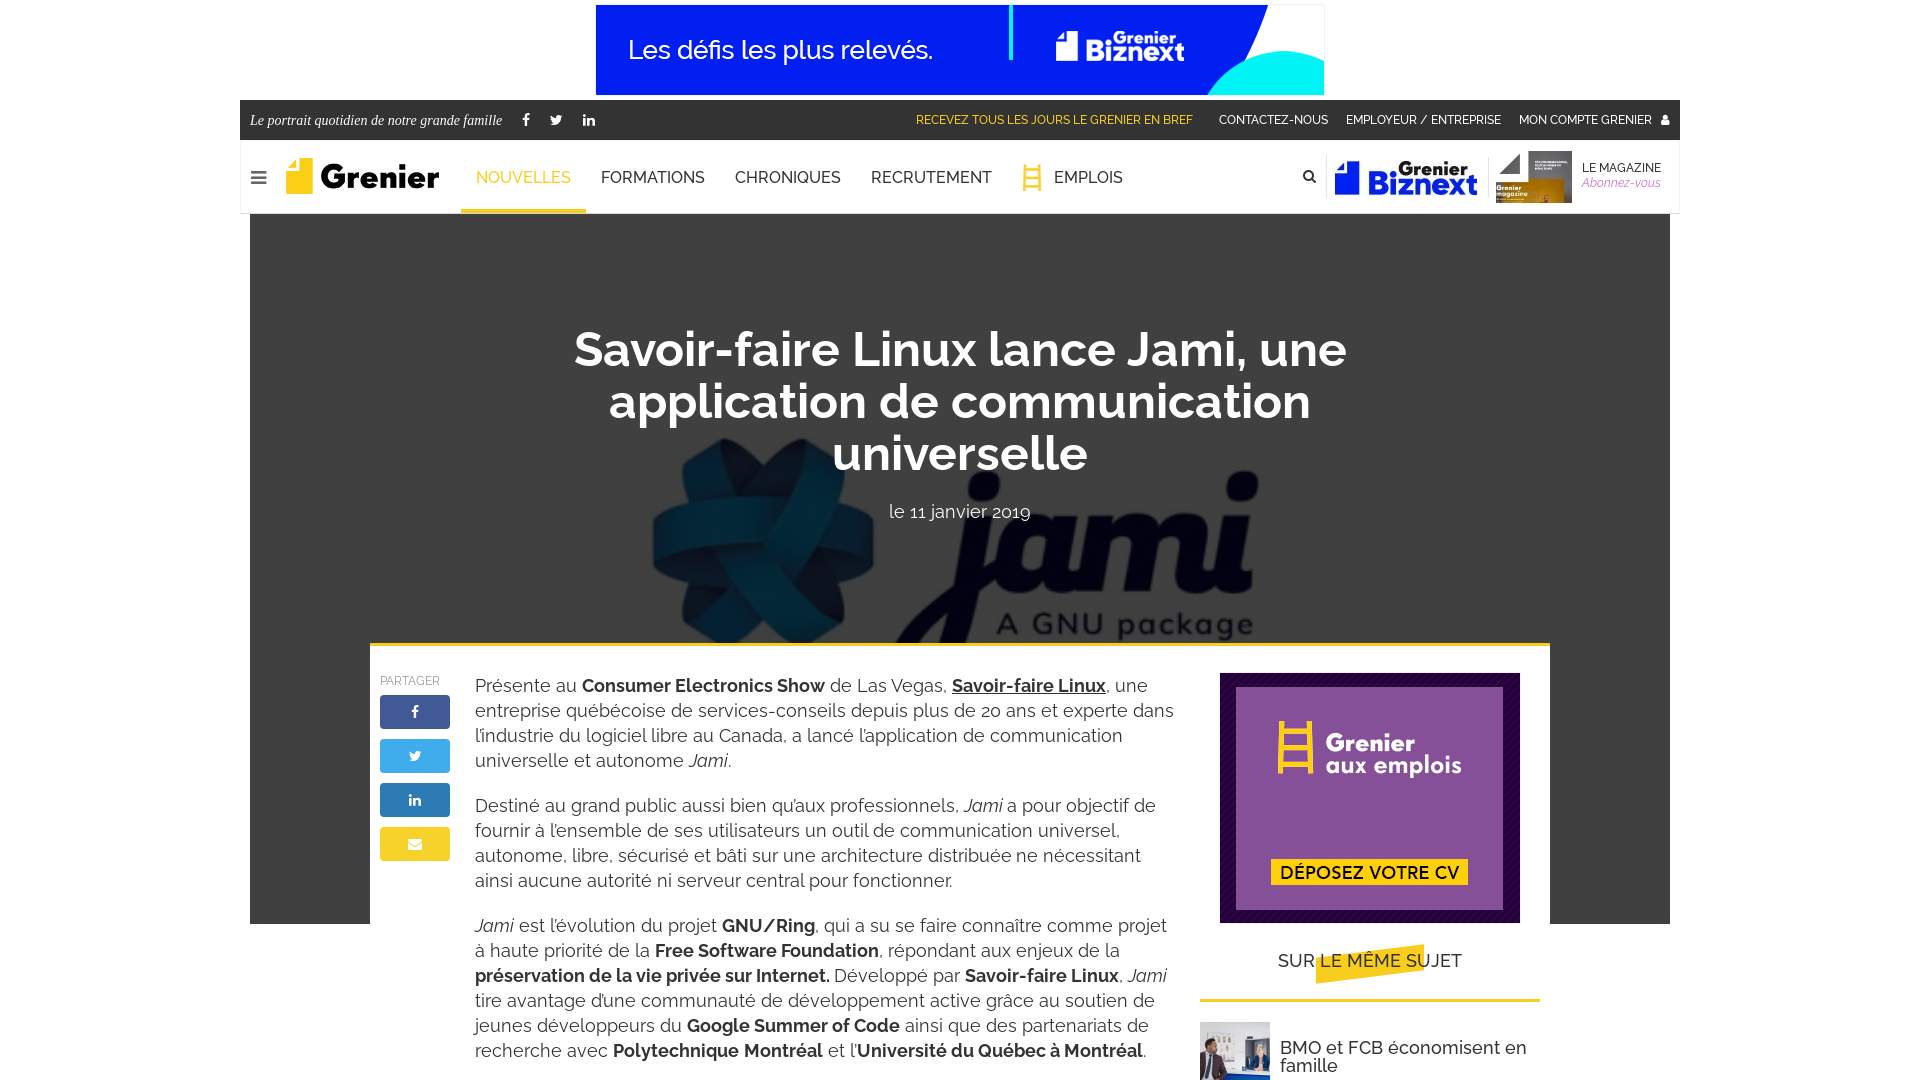 Les défis les plus relevés.
Grenier
Biznext
Le portrait quotidien de notre grande famille
RECEVEZ TOUS LES JOURS LE GRENIER EN BREF
CONTACTEZ-NOUS
EMPLOYEUR / ENTREPRISE
MON COMPTE GRENIER
Grenier
NOUVELLES
FORMATIONS
CHRONIQUES
RECRUTEMENT
EMPLOIS
Grenier
Biznext
Grenier
magazine
LE MAGAZINE
Abonnez-vous
Savoir-faire Linux lance Jami, une
application de communication
universelle
le 11 janvier 2019
jami
A GNU package
PARTAGER
Présente au Consumer Electronics Show de Las Vegas, Savoir-faire Linux, une
entreprise québécoise de services-conseils depuis plus de 20 ans et experte dans
l’industrie du logiciel libre au Canada, a lancé l’application de communication
universelle et autonome Jami.
Destiné au grand public aussi bien qu’aux professionnels, Jami a pour objectif de
fournir à l’ensemble de ses utilisateurs un outil de communication universel,
autonome, libre, sécurisé et bâti sur une architecture distribuée ne nécessitant
ainsi aucune autorité ni serveur central pour fonctionner.
Jami est l’évolution du projet GNU/Ring, qui a su se faire connaître comme projet
à haute priorité de la Free Software Foundation, répondant aux enjeux de la
préservation de la vie privée sur Internet. Développé par Savoir-faire Linux, Jami
tire avantage d’une communauté de développement active grâce au soutien de
jeunes développeurs du Google Summer of Code ainsi que des partenariats de
recherche avec Polytechnique Montréal et l’Université du Québec à Montréal.
Grenier
aux emplois
DÉPOSEZ VOTRE CV
SUR LE MÊME SUJET
BMO et FCB économisent en
famille